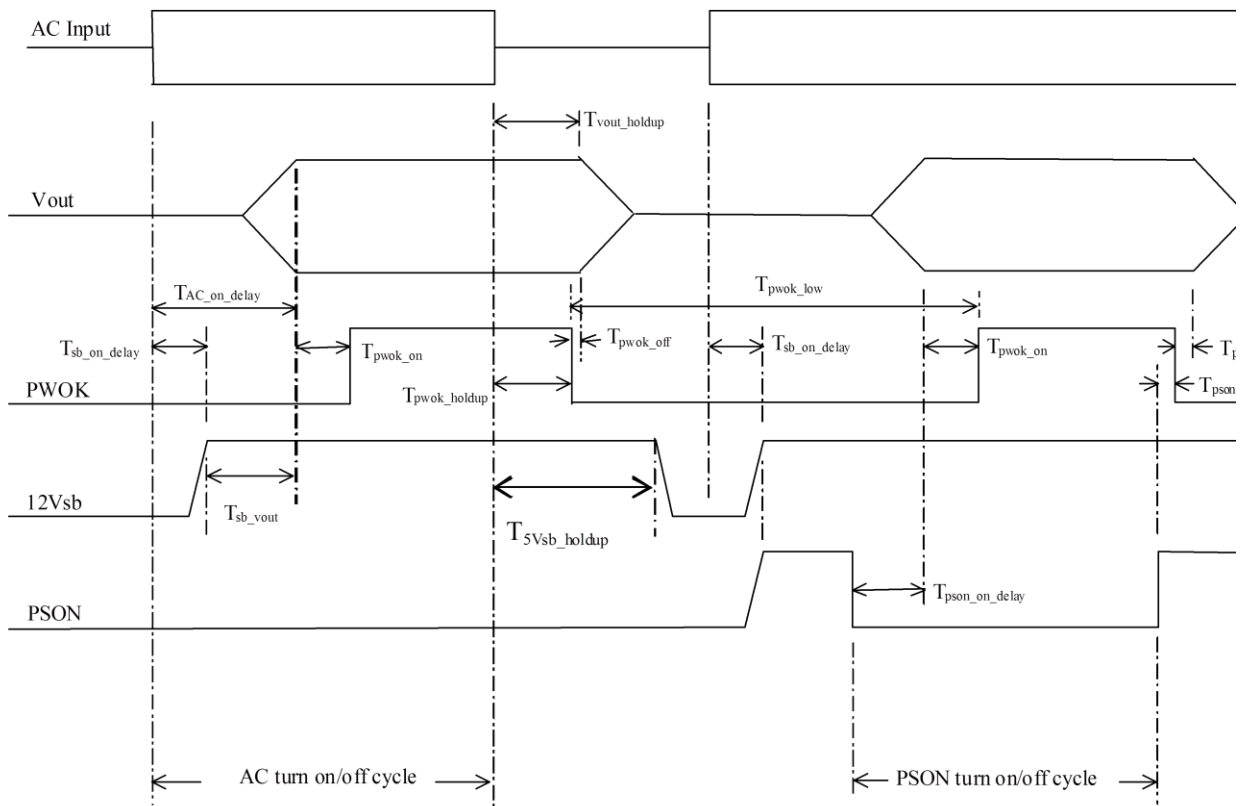 AC Input
Tvout_holdup
Vout
TAC_on_delay
Tpwok_low
Tsb_on_delay
Tpwok_on
Tpwok_off
Tsb_on_delay
Tpwok_on
Tp
PWOK
Tpwok_holdup
Tpson
12Vsb
Tsb_vout
T5Vsb_holdup
PSON
Tpson_on_delay
AC turn on/off cycle
PSON turn on/off cycle